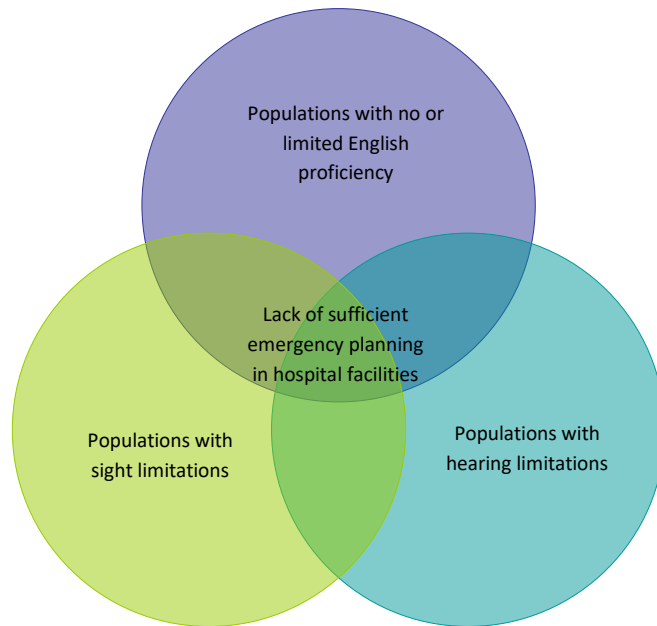 Populations with no or
limited English
proficiency
Lack of sufficient
emergency planning
in hospital facilities
Populations with
sight limitations
Populations with
hearing limitations